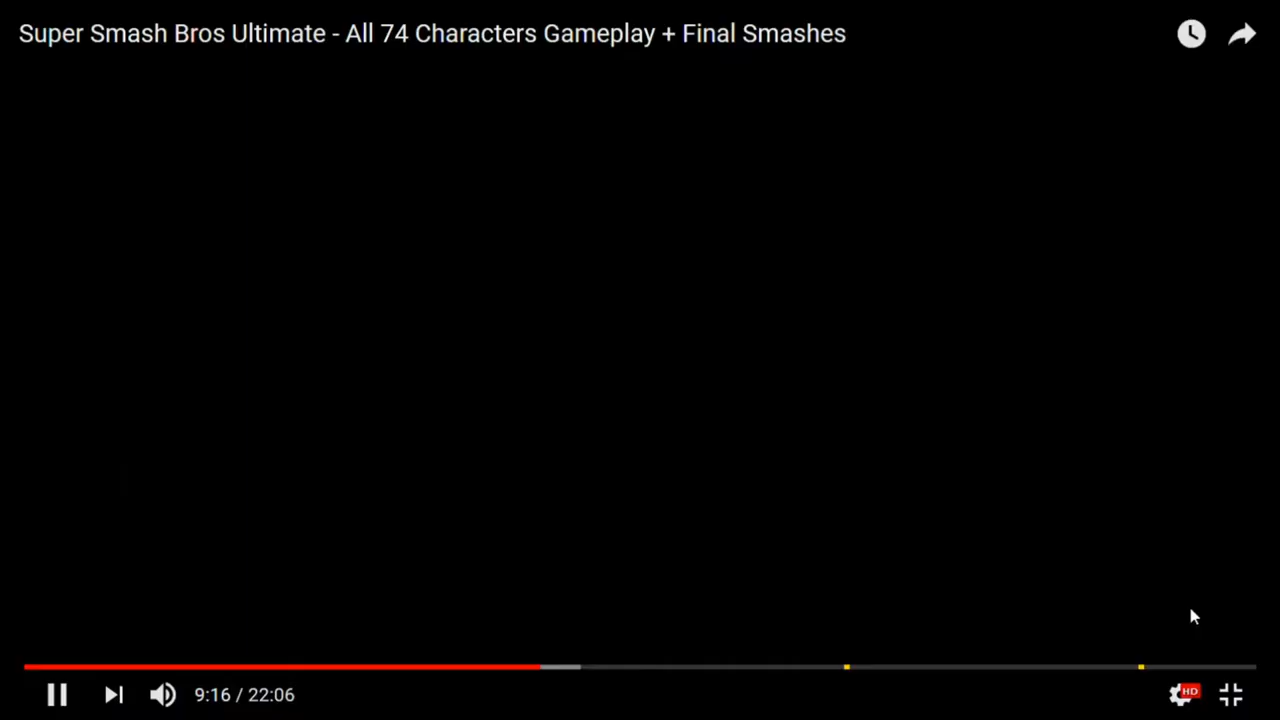 Super Smash Bros Ultimate - All 74 Characters Gameplay + Final Smashes
9:16 / 22:06
HD